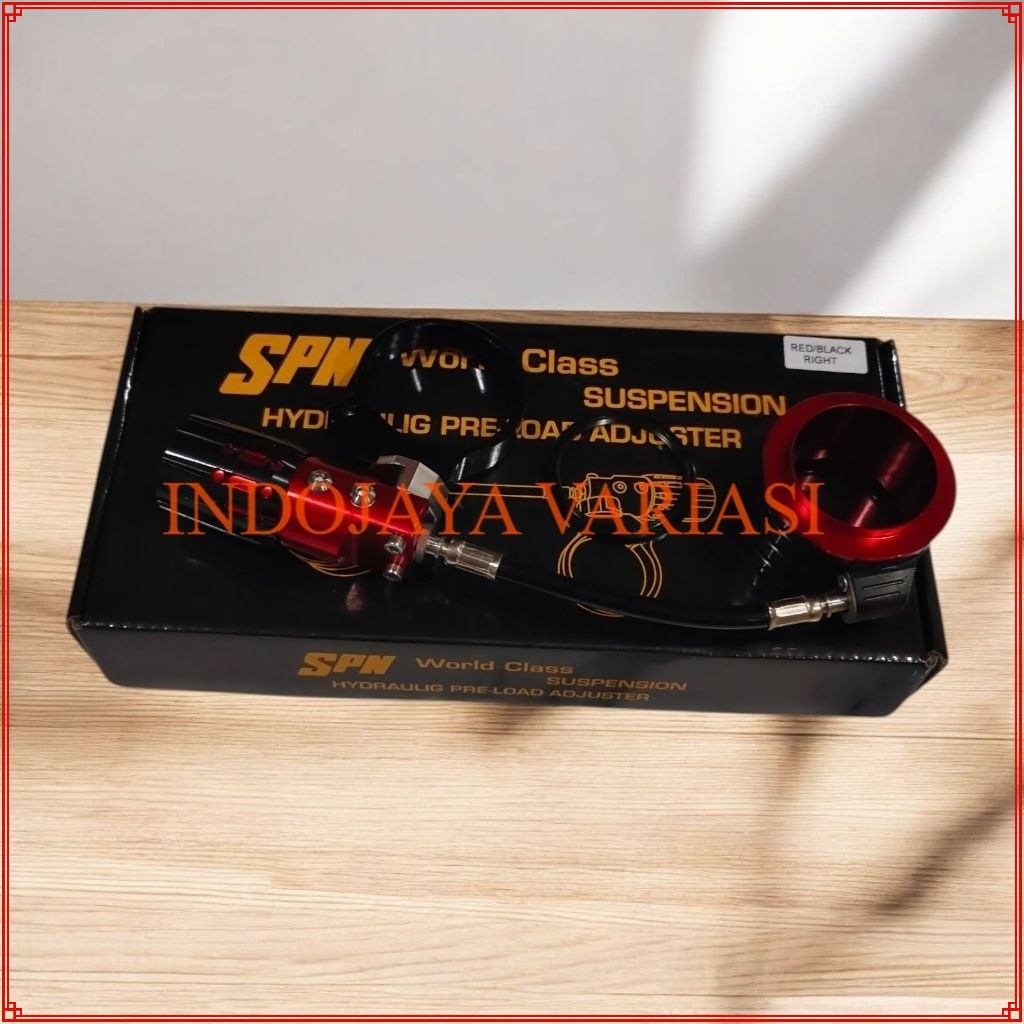 RED/BLACK
RIGHT
SPN World Class
SUSPENSION
HYDRAULIG PRE-LOAD ADJUSTER
INDOJAYA VARIASI
SPN World Class
SUSPENSION
HYDRAULIG PRE-LOAD ADJUSTER